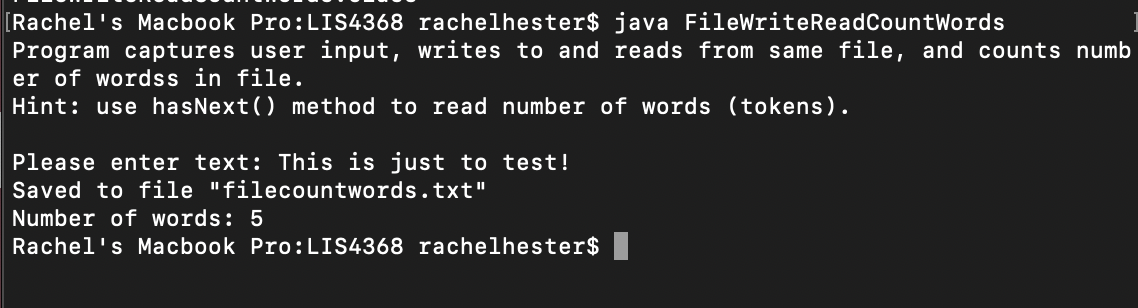 [Rachel's Macbook Pro:LIS4368 rachelhester$ java FileWriteReadCountWords ]
Program captures user input, writes to and reads from same file, and counts numb
er of wordss in file.
Hint: use hasNext() method to read number of words (tokens).
Please enter text: This is just to test!
Saved to file "filecountwords.txt"
Number of words: 5
Rachel's Macbook Pro:LIS4368 rachelhester$